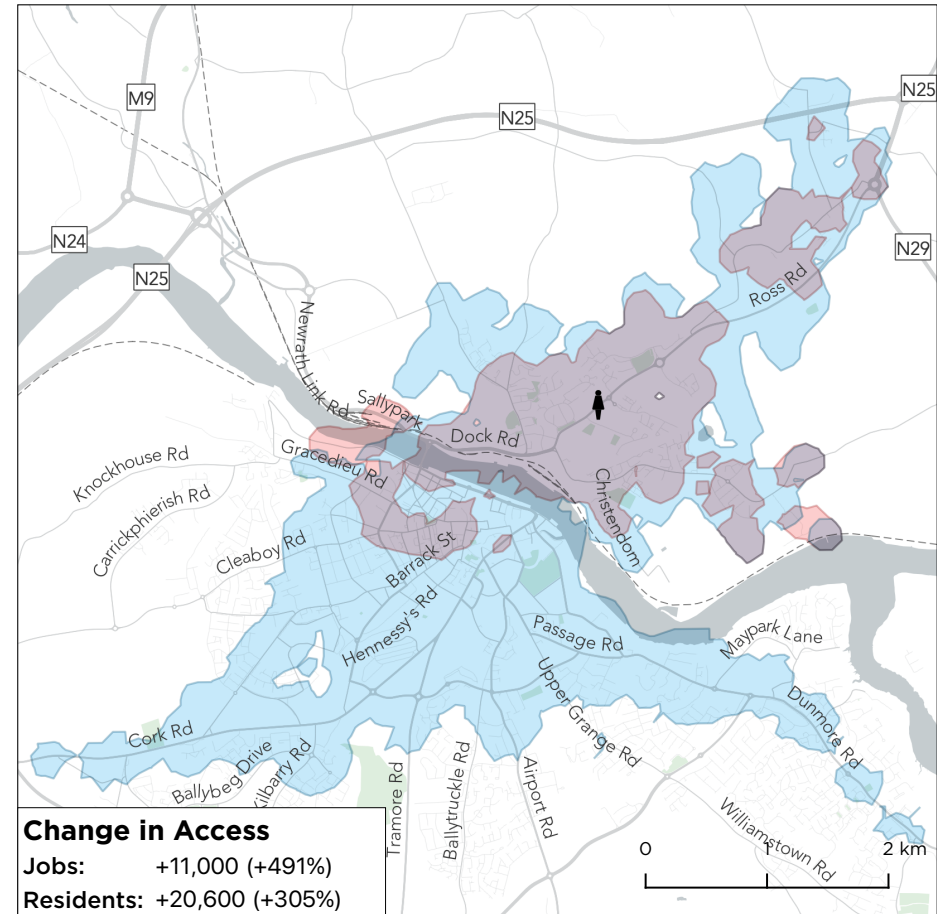 N25
M9
N25
N24
N29
N25
Ross Rd
Newrath Link Rd
Sallypark
Dock Rd
Gracedieu Rd
Knockhouse Rd
Christendom
Carrickphierish Rd
Cleaboy Rd
Barrack St
Hennessy's Rd
Passage Rd
Maypark Lane
Upper Grange Rd
Dunmore Rd
Cork Rd
Ballybeg Drive
Kilbarry Rd
Tramore Rd
Ballytruckle Rd
Airport Rd
Williamstown Rd
0 1 2 km
Change in Access
Jobs: +11,000 (+491%)
Residents: +20,600 (+305%)